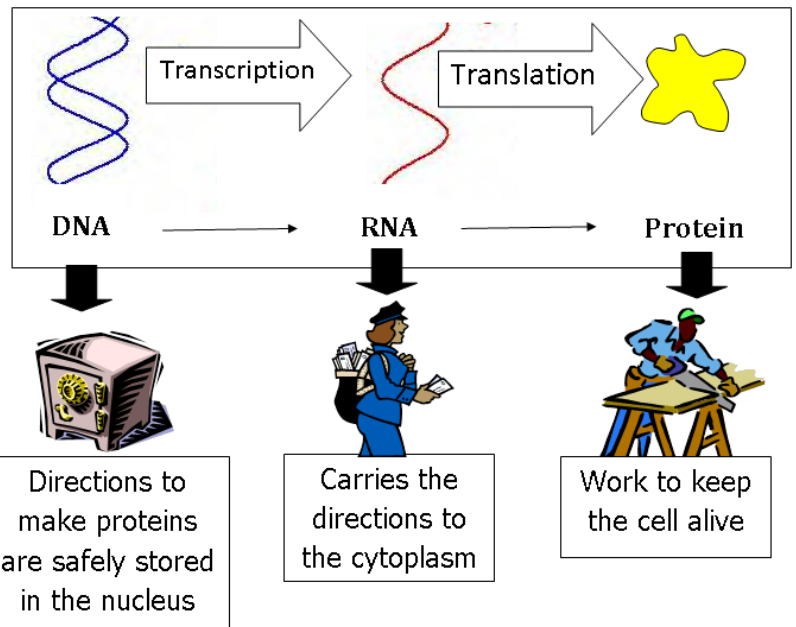 Transcription
Translation
DNA
RNA
Protein
Directions to
make proteins
are safely stored
in the nucleus
Carries the
directions to
the cytoplasm
Work to keep
the cell alive